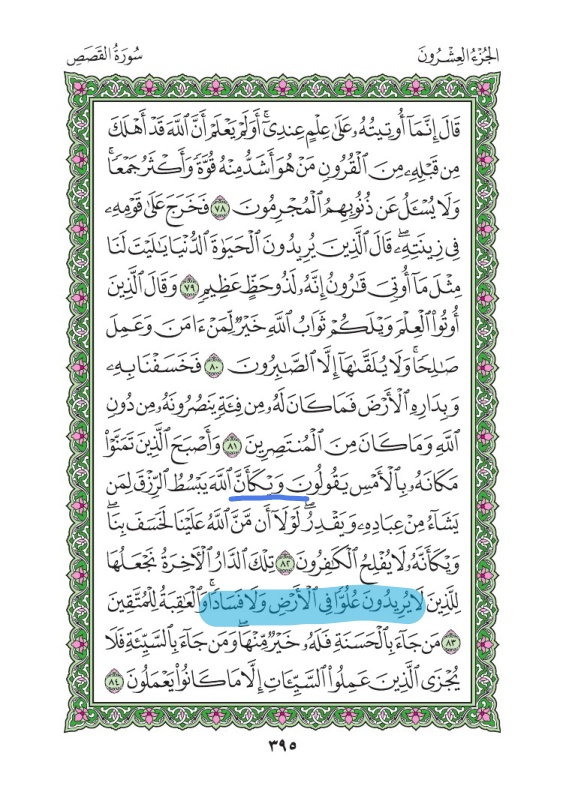 الجُزْءُ العِشْرُونَ
سُورَةُ القَصَصِ
قَالَ إِنَّمَآ أُوتِيتُهُۥ عَلَىٰ عِلْمٍ عِندِىٓۚ أَوَلَمْ يَعْلَمْ أَنَّ ٱللَّهَ قَدْ أَهْلَكَ
مِن قَبْلِهِۦ مِنَ ٱلْقُرُونِ مَنْ هُوَ أَشَدُّ مِنْهُ قُوَّةً وَأَكْثَرُ جَمْعًاۚ
وَلَا يُسْـَٔلُ عَن ذُنُوبِهِمُ ٱلْمُجْرِمُونَ ٧٨ فَخَرَجَ عَلَىٰ قَوْمِهِۦ
فِى زِينَتِهِۦۖ قَالَ ٱلَّذِينَ يُرِيدُونَ ٱلْحَيَوٰةَ ٱلدُّنْيَا يَٰلَيْتَ لَنَا
مِثْلَ مَآ أُوتِىَ قَٰرُونُ إِنَّهُۥ لَذُو حَظٍّ عَظِيمٍ ٧٩ وَقَالَ ٱلَّذِينَ
أُوتُوا۟ ٱلْعِلْمَ وَيْلَكُمْ ثَوَابُ ٱللَّهِ خَيْرٌ لِّمَنْ ءَامَنَ وَعَمِلَ
صَٰلِحًاۚ وَلَا يُلَقَّىٰهَآ إِلَّا ٱلصَّٰبِرُونَ ٨٠ فَخَسَفْنَا بِهِۦ
وَبِدَارِهِ ٱلْأَرْضَ فَمَا كَانَ لَهُۥ مِن فِئَةٍ يَنصُرُونَهُۥ مِن دُونِ
ٱللَّهِ وَمَا كَانَ مِنَ ٱلْمُنتَصِرِينَ ٨١ وَأَصْبَحَ ٱلَّذِينَ تَمَنَّوْا۟
مَكَانَهُۥ بِٱلْأَمْسِ يَقُولُونَ وَيْكَأَنَّ ٱللَّهَ يَبْسُطُ ٱلرِّزْقَ لِمَن
يَشَآءُ مِنْ عِبَادِهِۦ وَيَقْدِرُۖ لَوْلَآ أَن مَّنَّ ٱللَّهُ عَلَيْنَا لَخَسَفَ بِنَاۖ
وَيْكَأَنَّهُۥ لَا يُفْلِحُ ٱلْكَٰفِرُونَ ٨٢ تِلْكَ ٱلدَّارُ ٱلْءَاخِرَةُ نَجْعَلُهَا
لِلَّذِينَ لَا يُرِيدُونَ عُلُوًّا فِى ٱلْأَرْضِ وَلَا فَسَادًاۚ وَٱلْعَٰقِبَةُ لِلْمُتَّقِينَ
٨٣ مَن جَآءَ بِٱلْحَسَنَةِ فَلَهُۥ خَيْرٌ مِّنْهَاۖ وَمَن جَآءَ بِٱلسَّيِّئَةِ فَلَا
يُجْزَى ٱلَّذِينَ عَمِلُوا۟ ٱلسَّيِّـَٔاتِ إِلَّا مَا كَانُوا۟ يَعْمَلُونَ ٨٤
٣٩٥